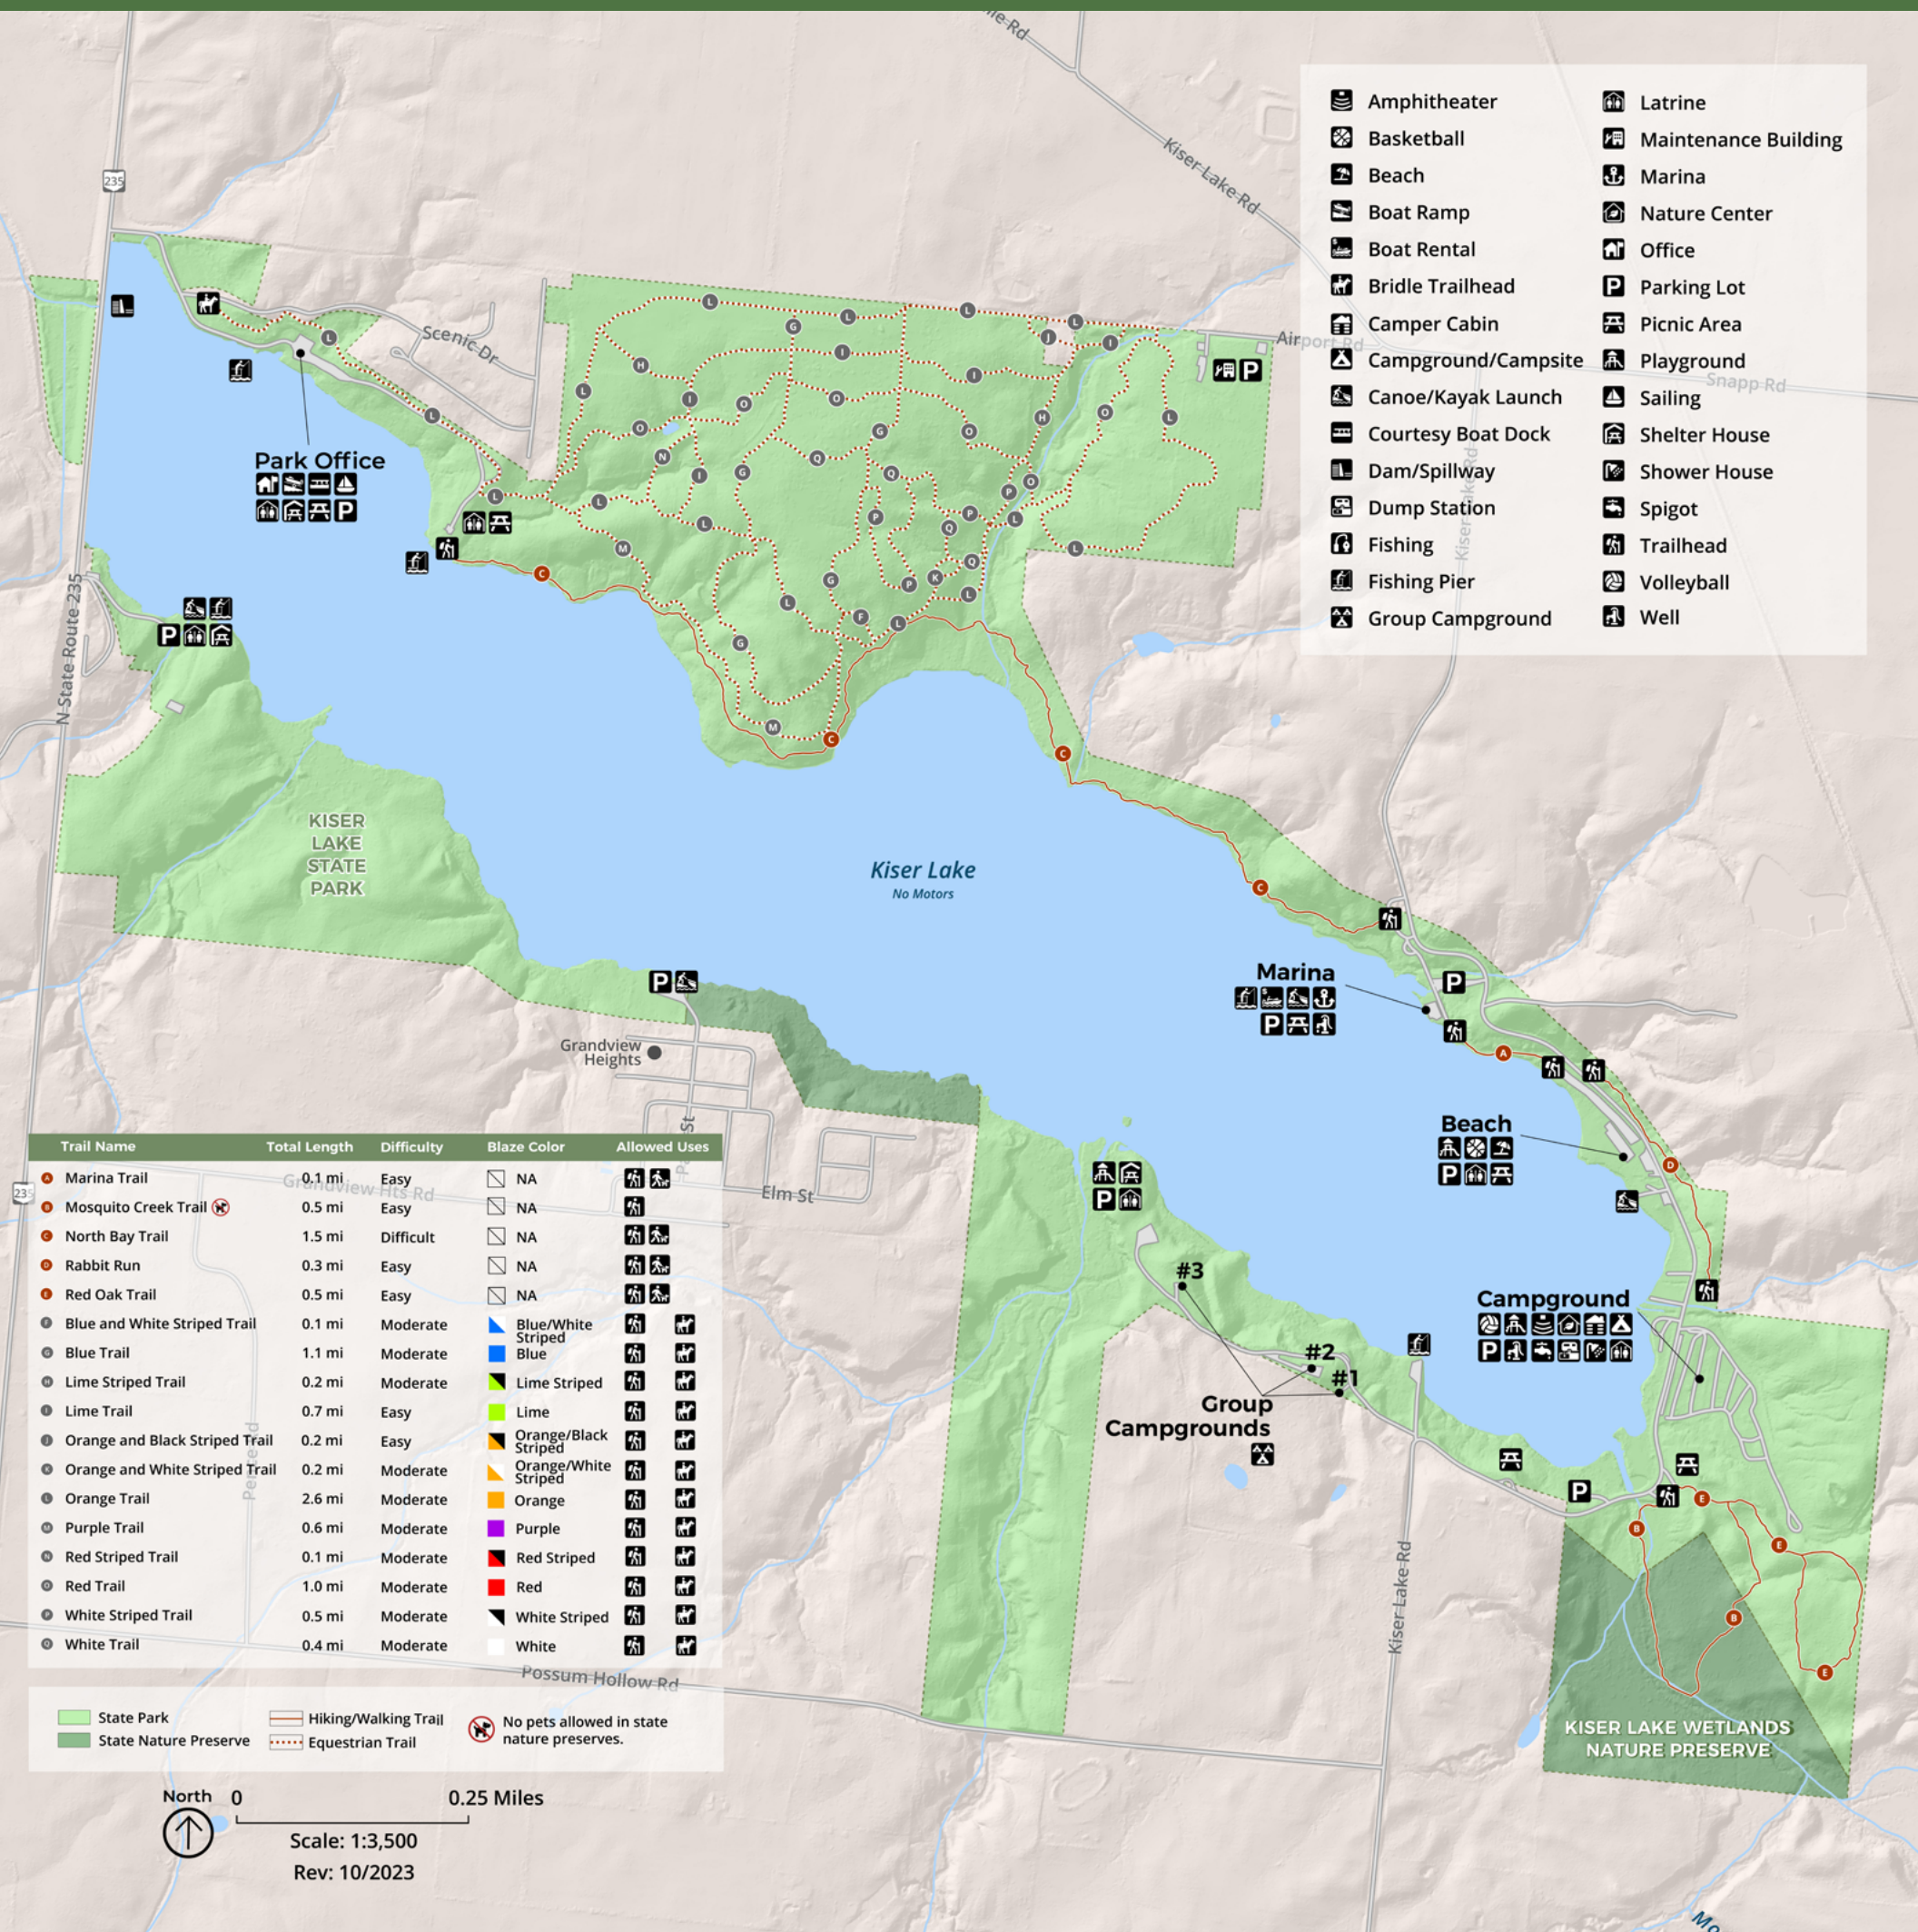 Kiser Lake Rd
235
Amphitheater
Basketball
Beach
Boat Ramp
Boat Rental
Bridle Trailhead
Camper Cabin
Campground/Campsite
Canoe/Kayak Launch
Courtesy Boat Dock
Dam/Spillway
Dump Station
Fishing
Fishing Pier
Group Campground
Latrine
Maintenance Building
Marina
Nature Center
Office
Parking Lot
Picnic Area
Playground
Sailing
Shelter House
Shower House
Spigot
Trailhead
Volleyball
Well
Scenic Dr
Airport Rd
Snapp Rd
Kiser Lake Rd
Park Office
N State Route 235
KISER
LAKE
STATE
PARK
Kiser Lake
No Motors
Marina
Grandview
Heights
Beach
Elm St
Grandview Hts Rd
#3
#2
#1
Group
Campgrounds
Campground
Kiser Lake Rd
Possum Hollow Rd
KISER LAKE WETLANDS
NATURE PRESERVE
Trail Name Total Length Difficulty Blaze Color Allowed Uses
A Marina Trail 0.1 mi Easy NA
B Mosquito Creek Trail 0.5 mi Easy NA
C North Bay Trail 1.5 mi Difficult NA
D Rabbit Run 0.3 mi Easy NA
E Red Oak Trail 0.5 mi Easy NA
F Blue and White Striped Trail 0.1 mi Moderate Blue/White Striped
G Blue Trail 1.1 mi Moderate Blue
H Lime Striped Trail 0.2 mi Moderate Lime Striped
I Lime Trail 0.7 mi Easy Lime
J Orange and Black Striped Trail 0.2 mi Easy Orange/Black Striped
K Orange and White Striped Trail 0.2 mi Moderate Orange/White Striped
L Orange Trail 2.6 mi Moderate Orange
M Purple Trail 0.6 mi Moderate Purple
N Red Striped Trail 0.1 mi Moderate Red Striped
O Red Trail 1.0 mi Moderate Red
P White Striped Trail 0.5 mi Moderate White Striped
Q White Trail 0.4 mi Moderate White
State Park
State Nature Preserve
Hiking/Walking Trail
Equestrian Trail
No pets allowed in state
nature preserves.
North 0 0.25 Miles
Scale: 1:3,500
Rev: 10/2023